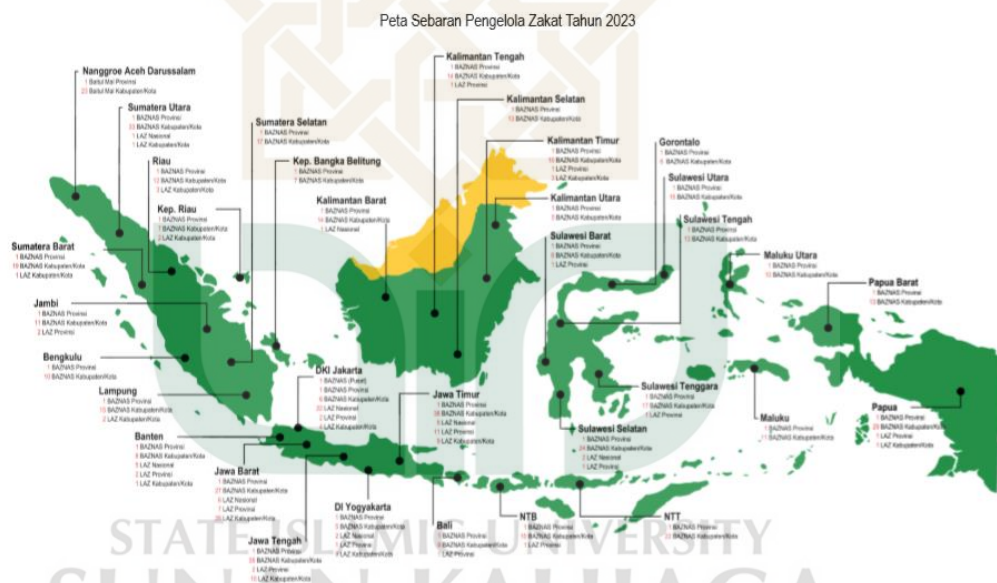 Peta Sebaran Pengelola Zakat Tahun 2023
Nanggroe Aceh Darussalam
1 Baitul Mal Provinsi
23 Baitul Mal Kabupaten/Kota
Sumatera Utara
1 BAZNAS Provinsi
33 BAZNAS Kabupaten/Kota
1 LAZ Nasional
1 LAZ Kabupaten/Kota
Riau
1 BAZNAS Provinsi
12 BAZNAS Kabupaten/Kota
3 LAZ Kabupaten/Kota
Kep. Riau
1 BAZNAS Provinsi
7 BAZNAS Kabupaten/Kota
2 LAZ Kabupaten/Kota
Sumatera Barat
1 BAZNAS Provinsi
19 BAZNAS Kabupaten/Kota
1 LAZ Kabupaten/Kota
Jambi
1 BAZNAS Provinsi
11 BAZNAS Kabupaten/Kota
2 LAZ Provinsi
Bengkulu
1 BAZNAS Provinsi
10 BAZNAS Kabupaten/Kota
Lampung
1 BAZNAS Provinsi
15 BAZNAS Kabupaten/Kota
2 LAZ Kabupaten/Kota
Sumatera Selatan
1 BAZNAS Provinsi
17 BAZNAS Kabupaten/Kota
Kep. Bangka Belitung
1 BAZNAS Provinsi
7 BAZNAS Kabupaten/Kota
Kalimantan Barat
1 BAZNAS Provinsi
14 BAZNAS Kabupaten/Kota
1 LAZ Nasional
Kalimantan Tengah
1 BAZNAS Provinsi
14 BAZNAS Kabupaten/Kota
1 LAZ Provinsi
Kalimantan Selatan
1 BAZNAS Provinsi
13 BAZNAS Kabupaten/Kota
Kalimantan Timur
1 BAZNAS Provinsi
10 BAZNAS Kabupaten/Kota
1 LAZ Provinsi
3 LAZ Kabupaten/Kota
Kalimantan Utara
1 BAZNAS Provinsi
5 BAZNAS Kabupaten/Kota
Sulawesi Barat
1 BAZNAS Provinsi
6 BAZNAS Kabupaten/Kota
1 LAZ Provinsi
Gorontalo
1 BAZNAS Provinsi
6 BAZNAS Kabupaten/Kota
Sulawesi Utara
1 BAZNAS Provinsi
15 BAZNAS Kabupaten/Kota
Sulawesi Tengah
1 BAZNAS Provinsi
13 BAZNAS Kabupaten/Kota
Maluku Utara
1 BAZNAS Provinsi
10 BAZNAS Kabupaten/Kota
Papua Barat
1 BAZNAS Provinsi
13 BAZNAS Kabupaten/Kota
DKI Jakarta
1 BAZNAS (Pusat)
1 BAZNAS Provinsi
6 BAZNAS Kabupaten/Kota
LAZ Nasional
2 LAZ Provinsi
LAZ Kabupaten/Kota
Jawa Timur
1 BAZNAS Provinsi
38 BAZNAS Kabupaten/Kota
LAZ Nasional
11 LAZ Provinsi
LAZ Kabupaten/Kota
Sulawesi Tenggara
1 BAZNAS Provinsi
17 BAZNAS Kabupaten/Kota
1 LAZ Provinsi
Sulawesi Selatan
1 BAZNAS Provinsi
24 BAZNAS Kabupaten/Kota
2 LAZ Nasional
1 LAZ Provinsi
Maluku
1 BAZNAS Provinsi
11 BAZNAS Kabupaten/Kota
Papua
1 BAZNAS Provinsi
29 BAZNAS Kabupaten/Kota
1 LAZ Provinsi
1 LAZ Kabupaten/Kota
Banten
1 BAZNAS Provinsi
8 BAZNAS Kabupaten/Kota
LAZ Nasional
2 LAZ Provinsi
1 LAZ Kabupaten/Kota
Jawa Barat
1 BAZNAS Provinsi
27 BAZNAS Kabupaten/Kota
LAZ Nasional
7 LAZ Provinsi
LAZ Kabupaten/Kota
Jawa Tengah
1 BAZNAS Provinsi
35 BAZNAS Kabupaten/Kota
LAZ Provinsi
LAZ Kabupaten/Kota
DI Yogyakarta
1 BAZNAS Provinsi
5 BAZNAS Kabupaten/Kota
2 LAZ Nasional
1 LAZ Provinsi
LAZ Kabupaten/Kota
Bali
1 BAZNAS Provinsi
9 BAZNAS Kabupaten/Kota
LAZ Provinsi
NTB
1 BAZNAS Provinsi
10 BAZNAS Kabupaten/Kota
1 LAZ Provinsi
NTT
1 BAZNAS Provinsi
22 BAZNAS Kabupaten/Kota
STATE ISLAMIC UNIVERSITY
SUNAN KALIJAGA